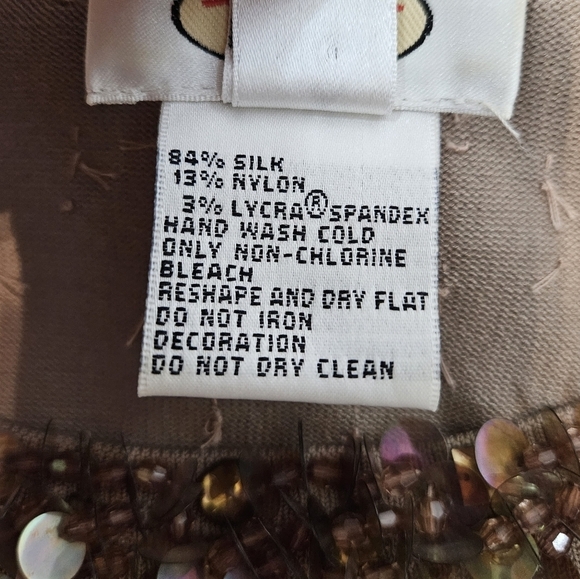 84% SILK
13% NYLON
3% LYCRA® SPANDEX
HAND WASH COLD
ONLY NON-CHLORINE
BLEACH
RESHAPE AND DRY FLAT
DO NOT IRON
DECORATION
DO NOT DRY CLEAN